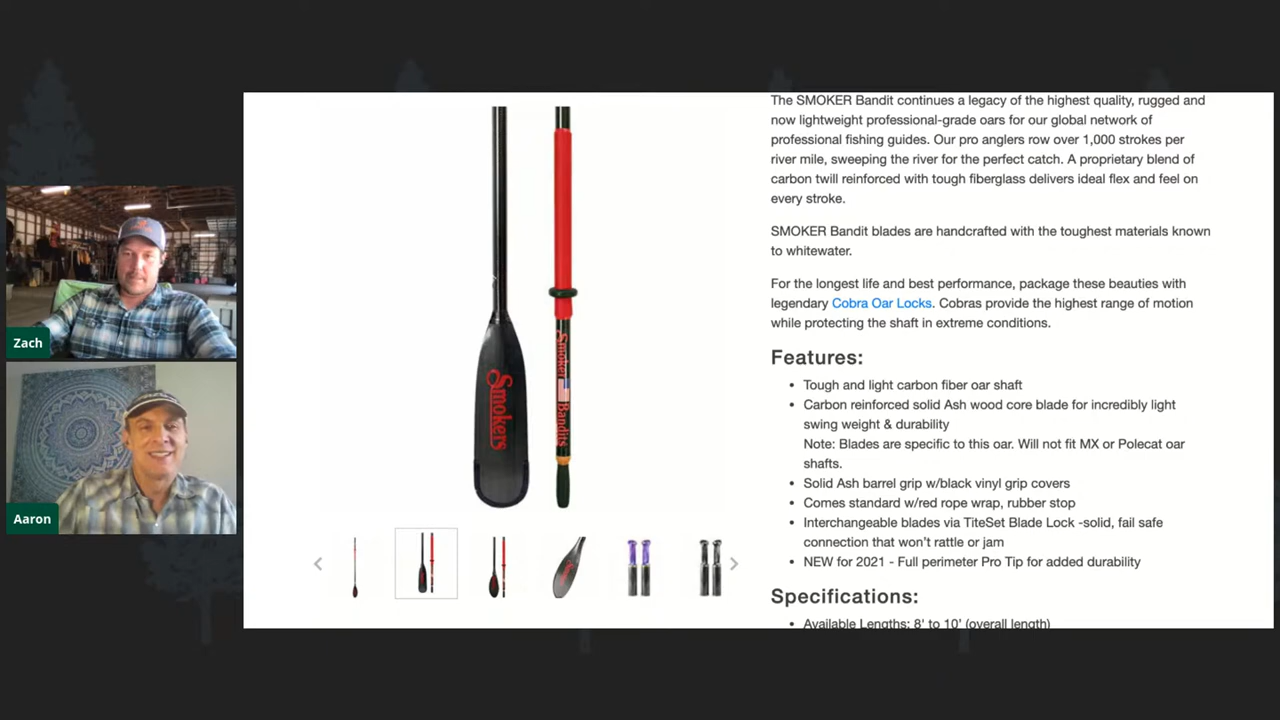 The SMOKER Bandit continues a legacy of the highest quality, rugged and
now lightweight professional-grade oars for our global network of
professional fishing guides. Our pro anglers row over 1,000 strokes per
river mile, sweeping the river for the perfect catch. A proprietary blend of
carbon twill reinforced with tough fiberglass delivers ideal flex and feel on
every stroke.
SMOKER Bandit blades are handcrafted with the toughest materials known
to whitewater.
For the longest life and best performance, package these beauties with
legendary Cobra Oar Locks. Cobras provide the highest range of motion
while protecting the shaft in extreme conditions.
Features:
• Tough and light carbon fiber oar shaft
• Carbon reinforced solid Ash wood core blade for incredibly light
swing weight & durability
Note: Blades are specific to this oar. Will not fit MX or Polecat oar
shafts.
• Solid Ash barrel grip w/black vinyl grip covers
• Comes standard w/red rope wrap, rubber stop
• Interchangeable blades via TiteSet Blade Lock -solid, fail safe
connection that won't rattle or jam
• NEW for 2021 - Full perimeter Pro Tip for added durability
Specifications:
• Available Lengths: 8' to 10' (overall length)
Smokers
Smoker
Bandits
Zach
Aaron